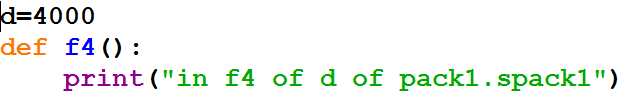 d=4000
def f4():
    print("in f4 of d of pack1.spack1")